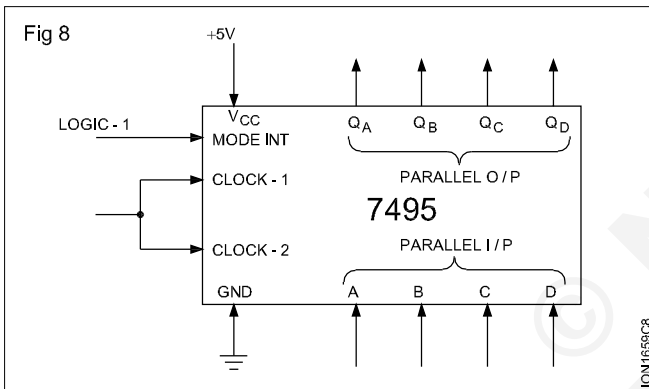 Fig 8
+5V
VCC
QA QB QC QD
LOGIC - 1
MODE INT
PARALLEL O / P
CLOCK - 1
7495
CLOCK - 2
PARALLEL I / P
GND
A B C D
ION1659C8